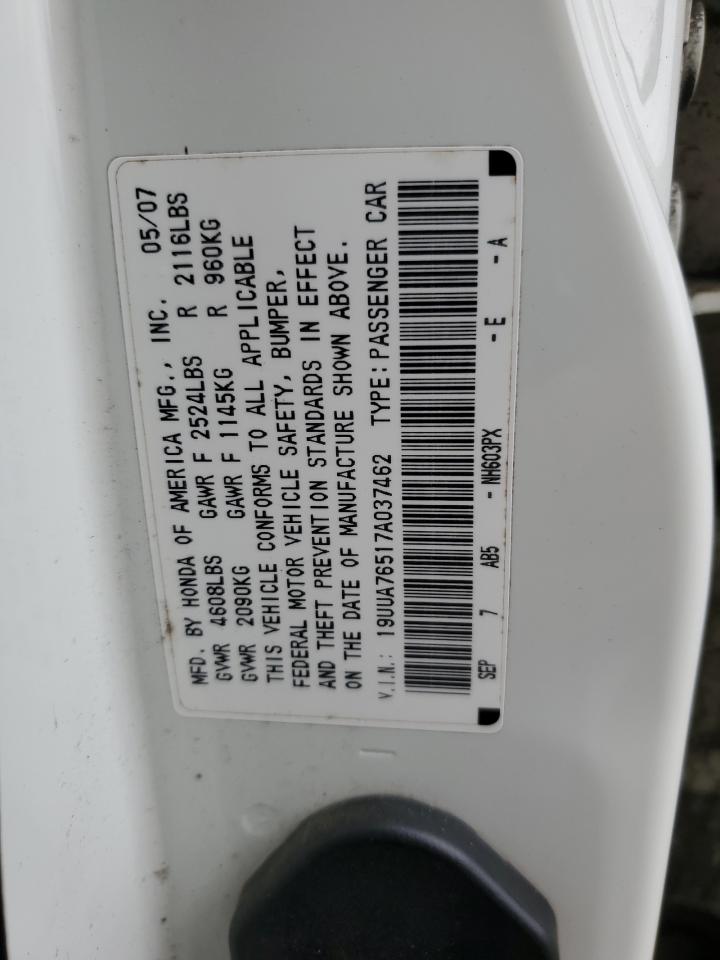 MFD. BY HONDA OF AMERICA MFG., INC. 05/07
GVWR 4608LBS GAWR F 2524LBS R 2116LBS
GVWR 2090KG GAWR F 1145KG R 960KG
THIS VEHICLE CONFORMS TO ALL APPLICABLE
FEDERAL MOTOR VEHICLE SAFETY, BUMPER,
AND THEFT PREVENTION STANDARDS IN EFFECT
ON THE DATE OF MANUFACTURE SHOWN ABOVE.
V.I.N.: 19UUA76517A037462 TYPE: PASSENGER CAR
SEP 7 AB5 - NH603PX - E - A